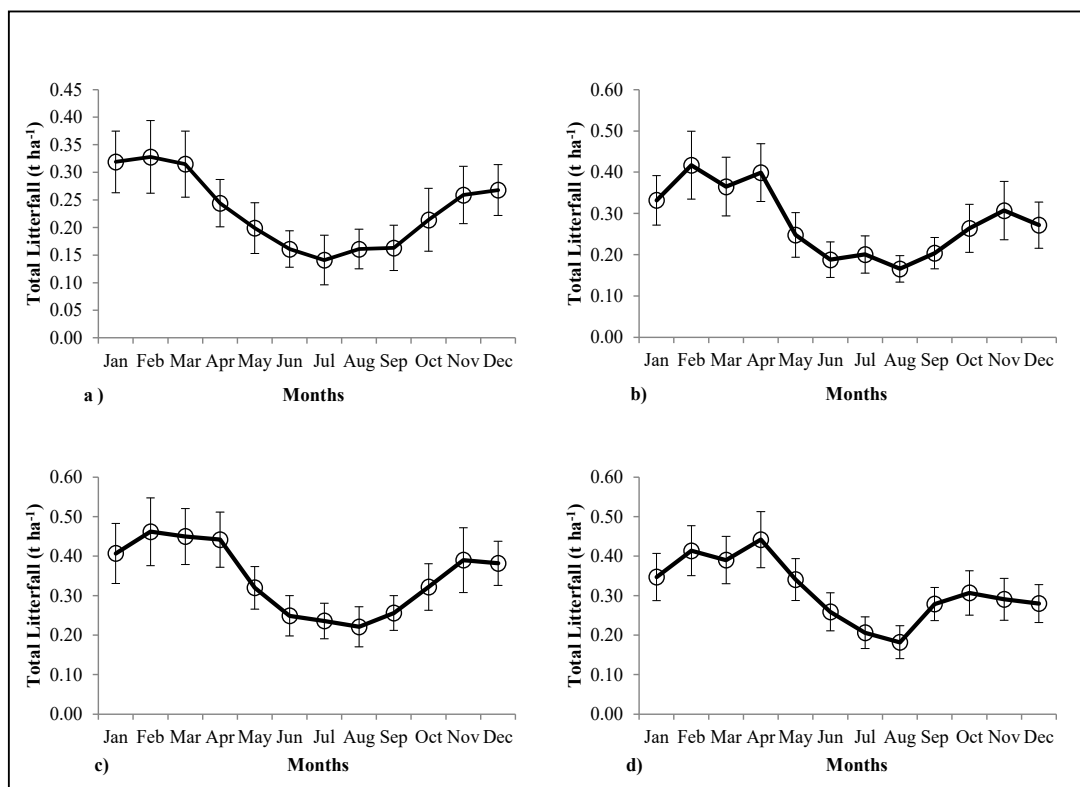 Total Litterfall (t ha-1)
0.45
0.40
0.35
0.30
0.25
0.20
0.15
0.10
0.05
0.00
Jan Feb Mar Apr May Jun Jul Aug Sep Oct Nov Dec
a ) Months
Total Litterfall (t ha-1)
0.60
0.50
0.40
0.30
0.20
0.10
0.00
Jan Feb Mar Apr May Jun Jul Aug Sep Oct Nov Dec
b) Months
Total Litterfall (t ha-1)
0.60
0.50
0.40
0.30
0.20
0.10
0.00
Jan Feb Mar Apr May Jun Jul Aug Sep Oct Nov Dec
c) Months
Total Litterfall (t ha-1)
0.60
0.50
0.40
0.30
0.20
0.10
0.00
Jan Feb Mar Apr May Jun Jul Aug Sep Oct Nov Dec
d) Months